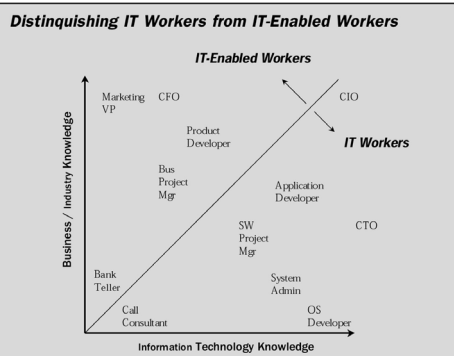 Distinquishing IT Workers from IT-Enabled Workers
IT-Enabled Workers
Marketing
VP
CFO
CIO
Product
Developer
IT Workers
Bus
Project
Mgr
Application
Developer
SW
Project
Mgr
CTO
Bank
Teller
System
Admin
Call
Consultant
OS
Developer
Business / Industry Knowledge
Information Technology Knowledge